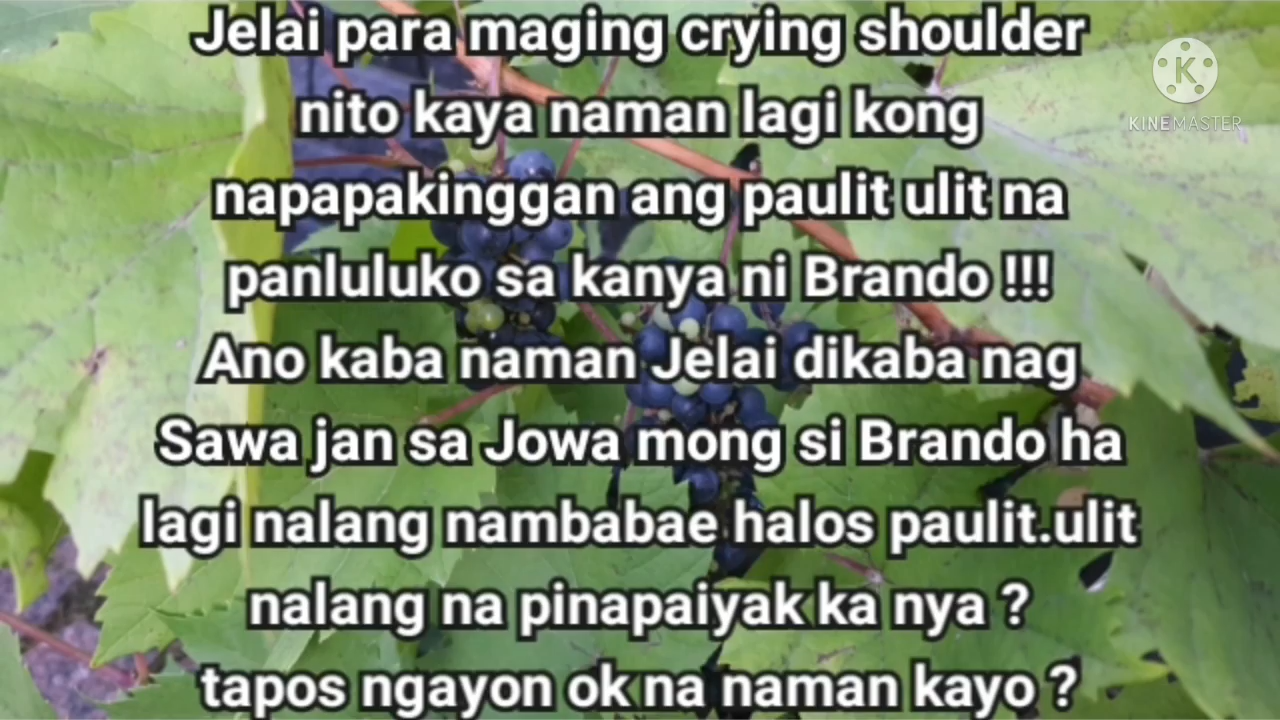 Jelai para maging crying shoulder
nito kaya naman lagi kong
napapakinggan ang paulit ulit na
panluluko sa kanya ni Brando !!!
Ano kaba naman Jelai dikaba nag
Sawa jan sa Jowa mong si Brando ha
lagi nalang nambabae halos paulit.ulit
nalang na pinapaiyak ka nya ?
tapos ngayon ok na naman kayo ?
K
KINEMASTER